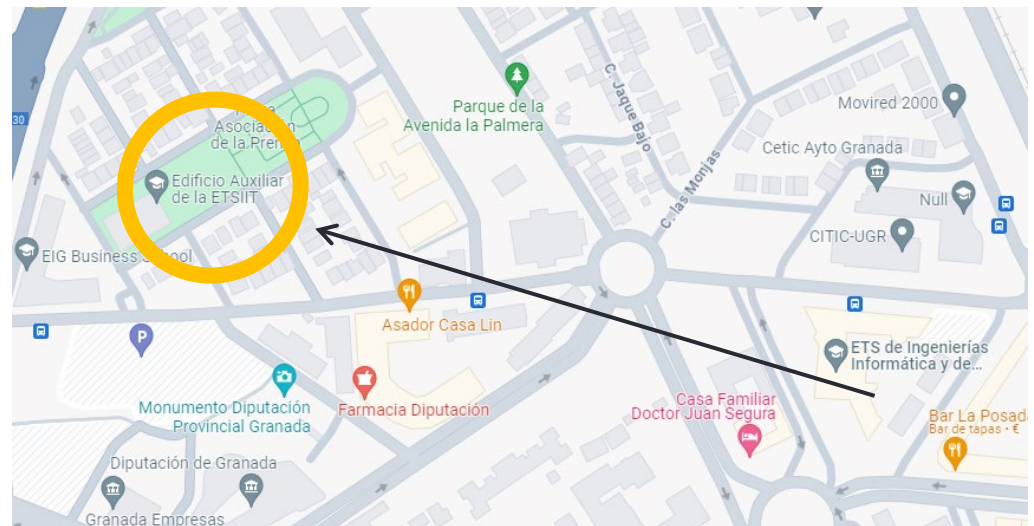 30
Asociación
de la Prensa
Edificio Auxiliar
de la ETSIIT
EIG Business School
P
Parque de la
Avenida la Palmera
C. Jaque Bajo
C. las Monjas
Movired 2000
Cetic Ayto Granada
Null
CITIC-UGR
Asador Casa Lin
Monumento Diputación
Provincial Granada
Farmacia Diputación
ETS de Ingenierías
Informática y de...
Casa Familiar
Doctor Juan Segura
Bar La Posada
Bar de tapas • €
Diputación de Granada
Granada Empresas